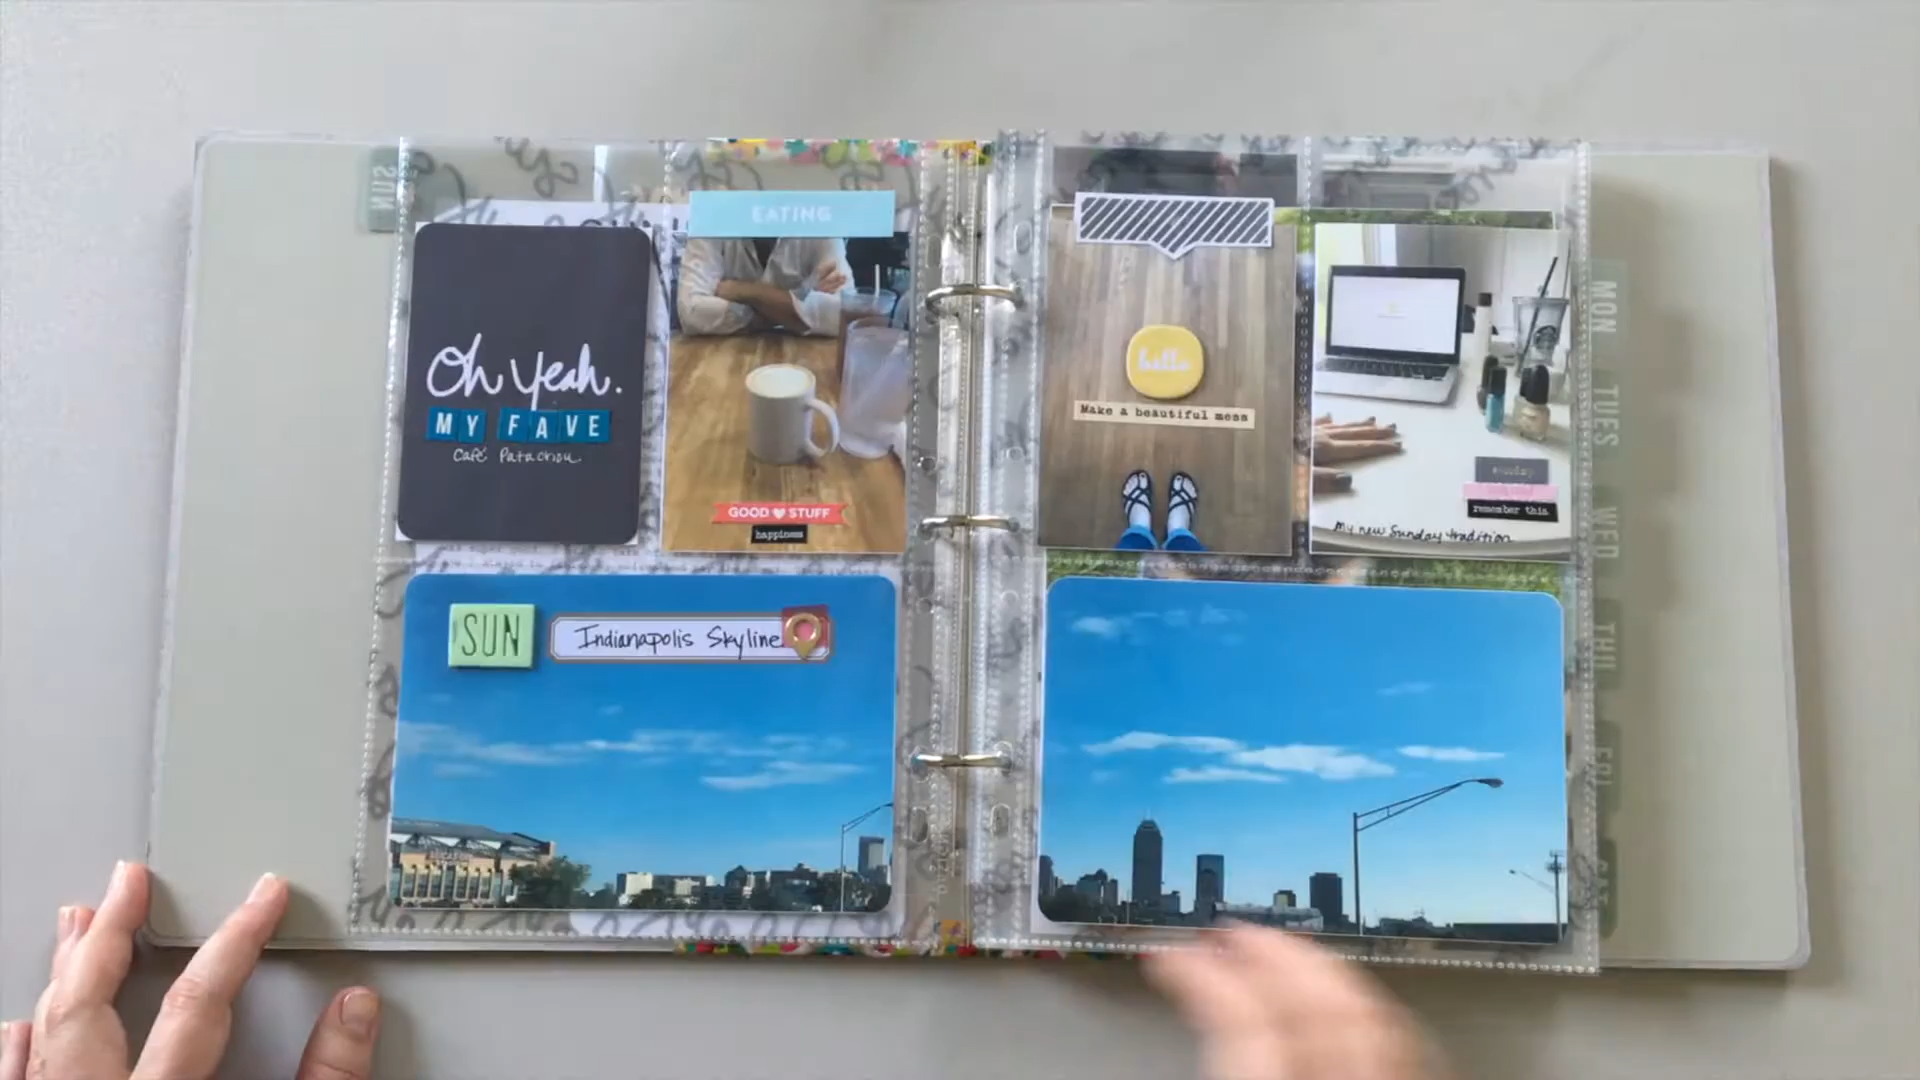 SUN
Oh Yeah.
MY FAVE
Café Patachou.
EATING
GOOD STUFF
happiness
hello
Make a beautiful mess
sunday
remember this.
My new Sunday tradition
SUN
Indianapolis Skyline
MON
TUES
WED
THU
FRI
SAT